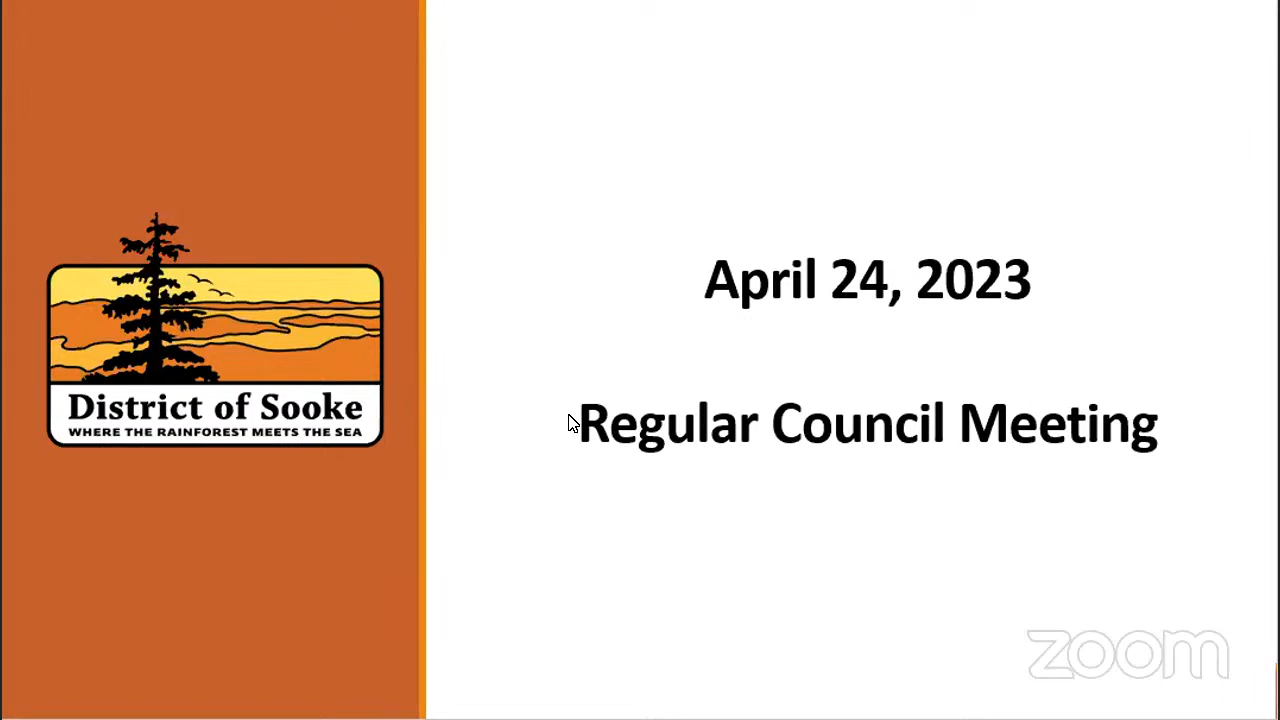 District of Sooke
WHERE THE RAINFOREST MEETS THE SEA
April 24, 2023
Regular Council Meeting
zoom